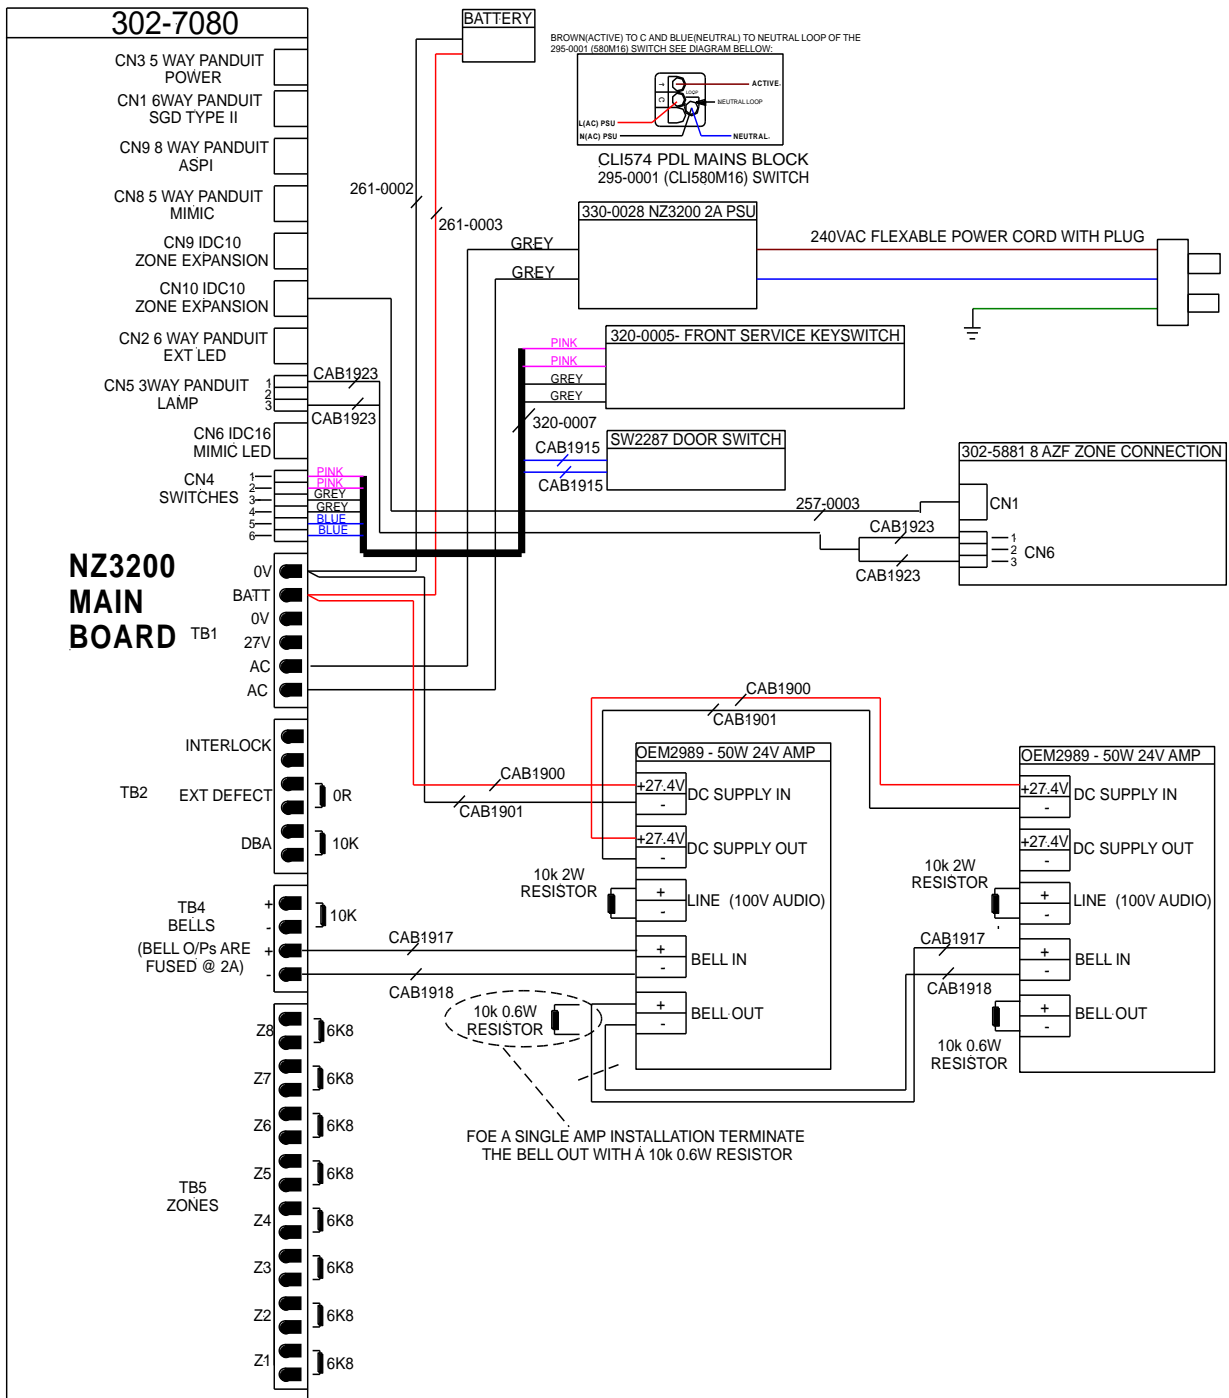 302-7080
CN3 5 WAY PANDUIT
POWER
CN1 6WAY PANDUIT
SGD TYPE II
CN9 8 WAY PANDUIT
ASPI
CN8 5 WAY PANDUIT
MIMIC
CN9 IDC10
ZONE EXPANSION
CN10 IDC10
ZONE EXPANSION
CN2 6 WAY PANDUIT
EXT LED
CN5 3WAY PANDUIT
LAMP
1
2
3
CN6 IDC16
MIMIC LED
CN4
SWITCHES
1
2
3
4
5
6
PINK
PINK
GREY
GREY
BLUE
BLUE
NZ3200
MAIN
BOARD
TB1
0V
BATT
0V
27V
AC
AC
TB2
INTERLOCK
EXT DEFECT
0R
DBA
10K
TB4
BELLS
(BELL O/Ps ARE
FUSED @ 2A)
+
-
+
-
10K
TB5
ZONES
Z8
6K8
Z7
6K8
Z6
6K8
Z5
6K8
Z4
6K8
Z3
6K8
Z2
6K8
Z1
6K8
BATTERY
261-0002
261-0003
BROWN(ACTIVE) TO C AND BLUE(NEUTRAL) TO NEUTRAL LOOP OF THE
295-0001 (580M16) SWITCH SEE DIAGRAM BELLOW:
T
C
LOOP
ACTIVE
NEUTRAL LOOP
L(AC) PSU
N(AC) PSU
NEUTRAL
CLI574 PDL MAINS BLOCK
295-0001 (CLI580M16) SWITCH
330-0028 NZ3200 2A PSU
GREY
GREY
240VAC FLEXABLE POWER CORD WITH PLUG
320-0005- FRONT SERVICE KEYSWITCH
PINK
PINK
GREY
GREY
320-0007
CAB1923
CAB1923
SW2287 DOOR SWITCH
CAB1915
CAB1915
302-5881 8 AZF ZONE CONNECTION
257-0003
CN1
CAB1923
CAB1923
1
2
3
CN6
CAB1900
CAB1901
CAB1900
CAB1901
OEM2989 - 50W 24V AMP
+27.4V
-
DC SUPPLY IN
+27.4V
-
DC SUPPLY OUT
10k 2W
RESISTOR
+
-
LINE (100V AUDIO)
CAB1917
CAB1918
+
-
BELL IN
+
-
BELL OUT
10k 0.6W
RESISTOR
FOE A SINGLE AMP INSTALLATION TERMINATE
THE BELL OUT WITH A 10k 0.6W RESISTOR
OEM2989 - 50W 24V AMP
+27.4V
-
DC SUPPLY IN
+27.4V
-
DC SUPPLY OUT
10k 2W
RESISTOR
+
-
LINE (100V AUDIO)
CAB1917
CAB1918
+
-
BELL IN
+
-
BELL OUT
10k 0.6W
RESISTOR